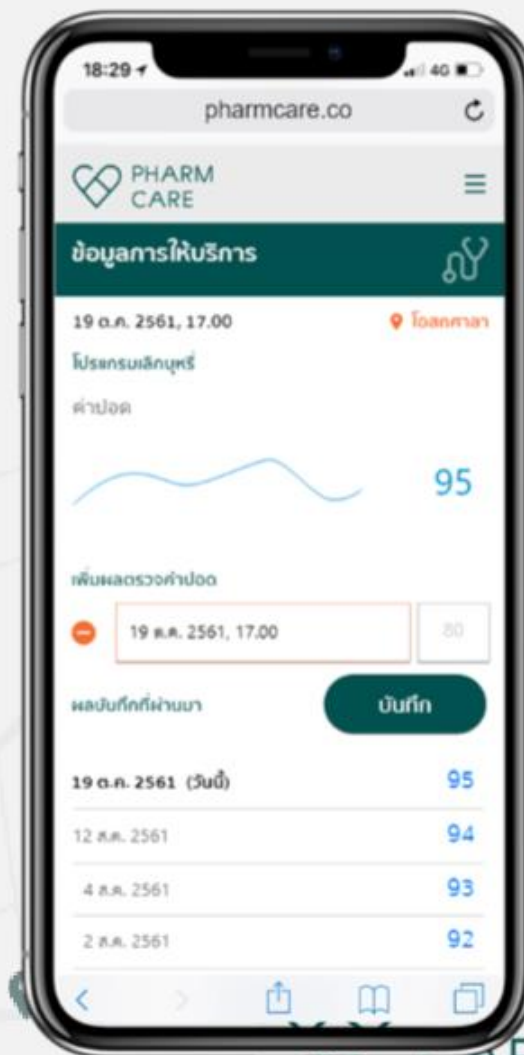 18:29
4G
pharmcare.co
PHARM
CARE
ข้อมูลการให้บริการ
19 ต.ค. 2561, 17.00
โอสถศาลา
โปรแกรมเลิกบุหรี่
ค่าปอด
95
เพิ่มผลตรวจค่าปอด
19 ต.ค. 2561, 17.00
80
ผลบันทึกที่ผ่านมา
บันทึก
19 ต.ค. 2561 (วันนี้)
95
12 ส.ค. 2561
94
4 ส.ค. 2561
93
2 ส.ค. 2561
92